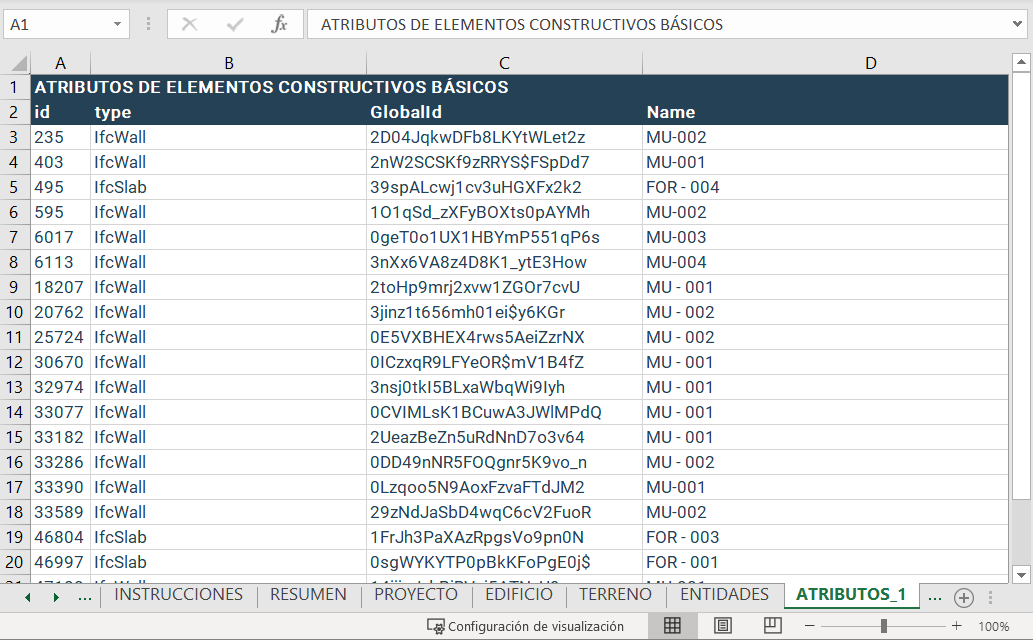 A1
fx
ATRIBUTOS DE ELEMENTOS CONSTRUCTIVOS BÁSICOS
A B C D
1 ATRIBUTOS DE ELEMENTOS CONSTRUCTIVOS BÁSICOS
2 id type GlobalId Name
3 235 IfcWall 2D04JqkwDFb8LKYtWLet2z MU-002
4 403 IfcWall 2nW2SCSKf9zRRYS$FSpDd7 MU-001
5 495 IfcSlab 39spALcwj1cv3uHGXFx2k2 FOR - 004
6 595 IfcWall 1O1qSd_zXFyBOXts0pAYMh MU-002
7 6017 IfcWall 0geT0o1UX1HBYmP551qP6s MU-003
8 6113 IfcWall 3nXx6VA8z4D8K1_ytE3How MU-004
9 18207 IfcWall 2toHp9mrj2xvw1ZGOr7cvU MU - 001
10 20762 IfcWall 3jinz1t656mh01ei$y6KGr MU - 002
11 25724 IfcWall 0E5VXBHEX4rws5AeiZzrNX MU - 002
12 30670 IfcWall 0ICzxqR9LFYeOR$mV1B4fZ MU - 001
13 32974 IfcWall 3nsj0tkI5BLxaWbqWi9Iyh MU - 001
14 33077 IfcWall 0CVIMLsK1BCuwA3JWlMPdQ MU - 001
15 33182 IfcWall 2UeazBeZn5uRdNnD7o3v64 MU - 001
16 33286 IfcWall 0DD49nNR5FOQgnr5K9vo_n MU - 002
17 33390 IfcWall 0Lzqoo5N9AoxFzvaFTdJM2 MU-001
18 33589 IfcWall 29zNdJaSbD4wqC6cV2FuoR MU-002
19 46804 IfcSlab 1FrJh3PaXAzRpgsVo9pn0N FOR - 003
20 46997 IfcSlab 0sgWYKYTP0pBkKFoPgE0j$ FOR - 001
... INSTRUCCIONES RESUMEN PROYECTO EDIFICIO TERRENO ENTIDADES ATRIBUTOS_1 ...
Configuración de visualización 100%